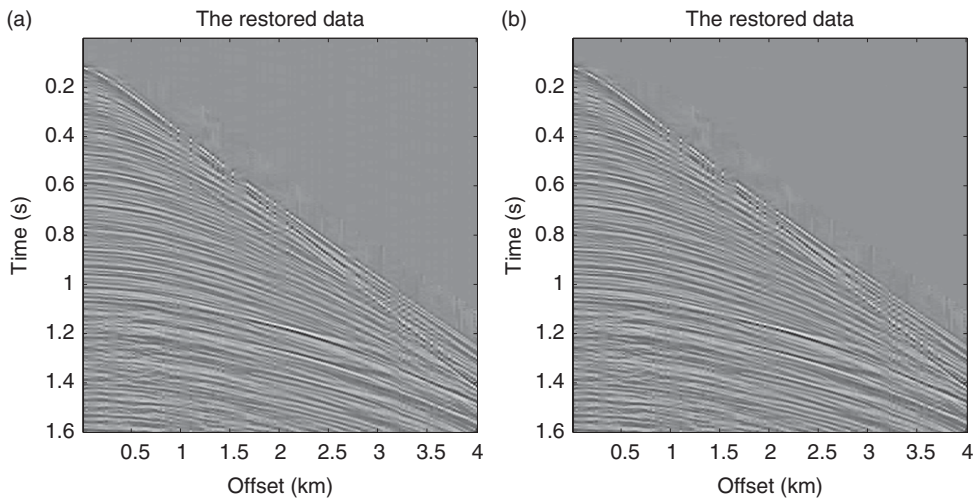 (a)
The restored data
0.2
0.4
0.6
0.8
1
1.2
1.4
1.6
Time (s)
0.5 1 1.5 2 2.5 3 3.5 4
Offset (km)
(b)
The restored data
0.2
0.4
0.6
0.8
1
1.2
1.4
1.6
Time (s)
0.5 1 1.5 2 2.5 3 3.5 4
Offset (km)